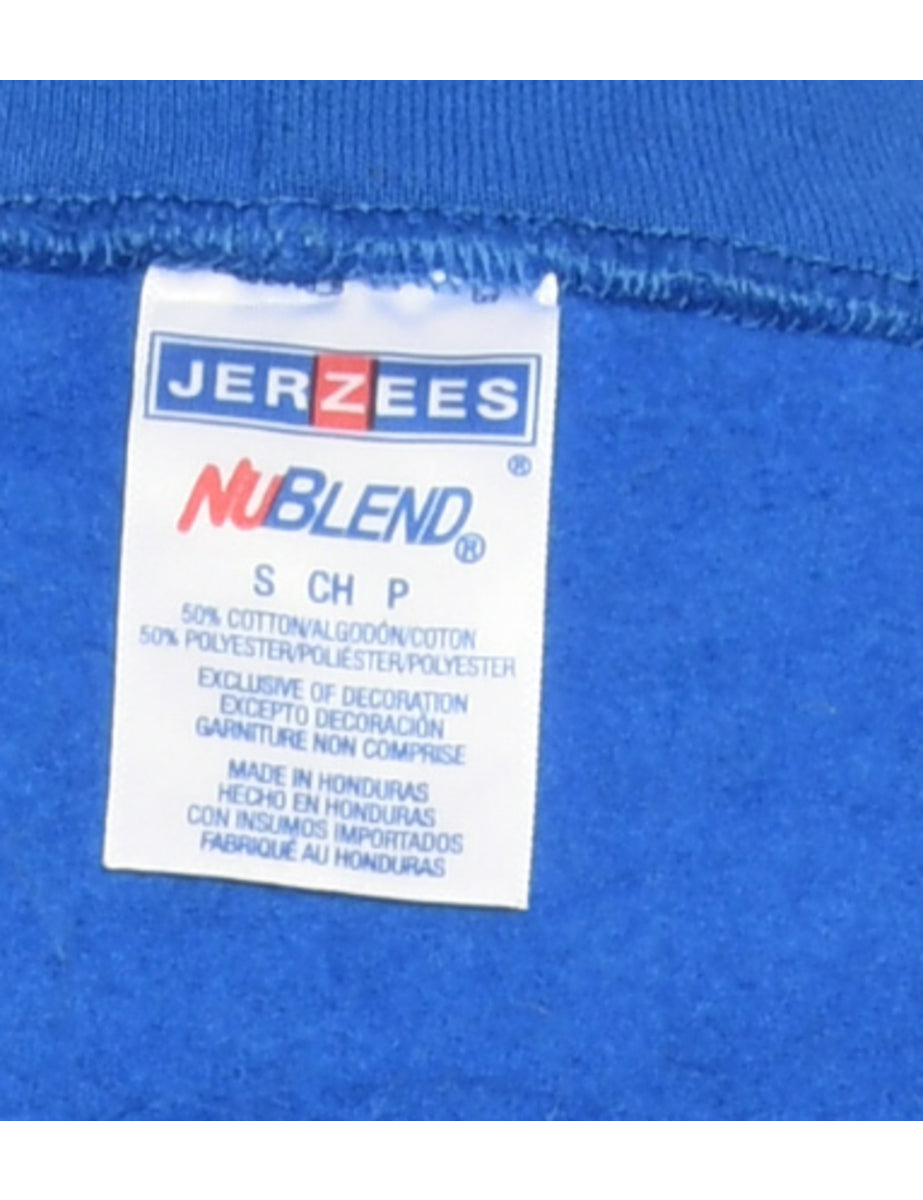 JERZEES
®
NUBLEND®
S CH P
50% COTTON/ALGODÓN/COTON
50% POLYESTER/POLIÉSTER/POLYESTER
EXCLUSIVE OF DECORATION
EXCEPTO DECORACIÓN
GARNITURE NON COMPRISE
MADE IN HONDURAS
HECHO EN HONDURAS
CON INSUMOS IMPORTADOS
FABRIQUÉ AU HONDURAS